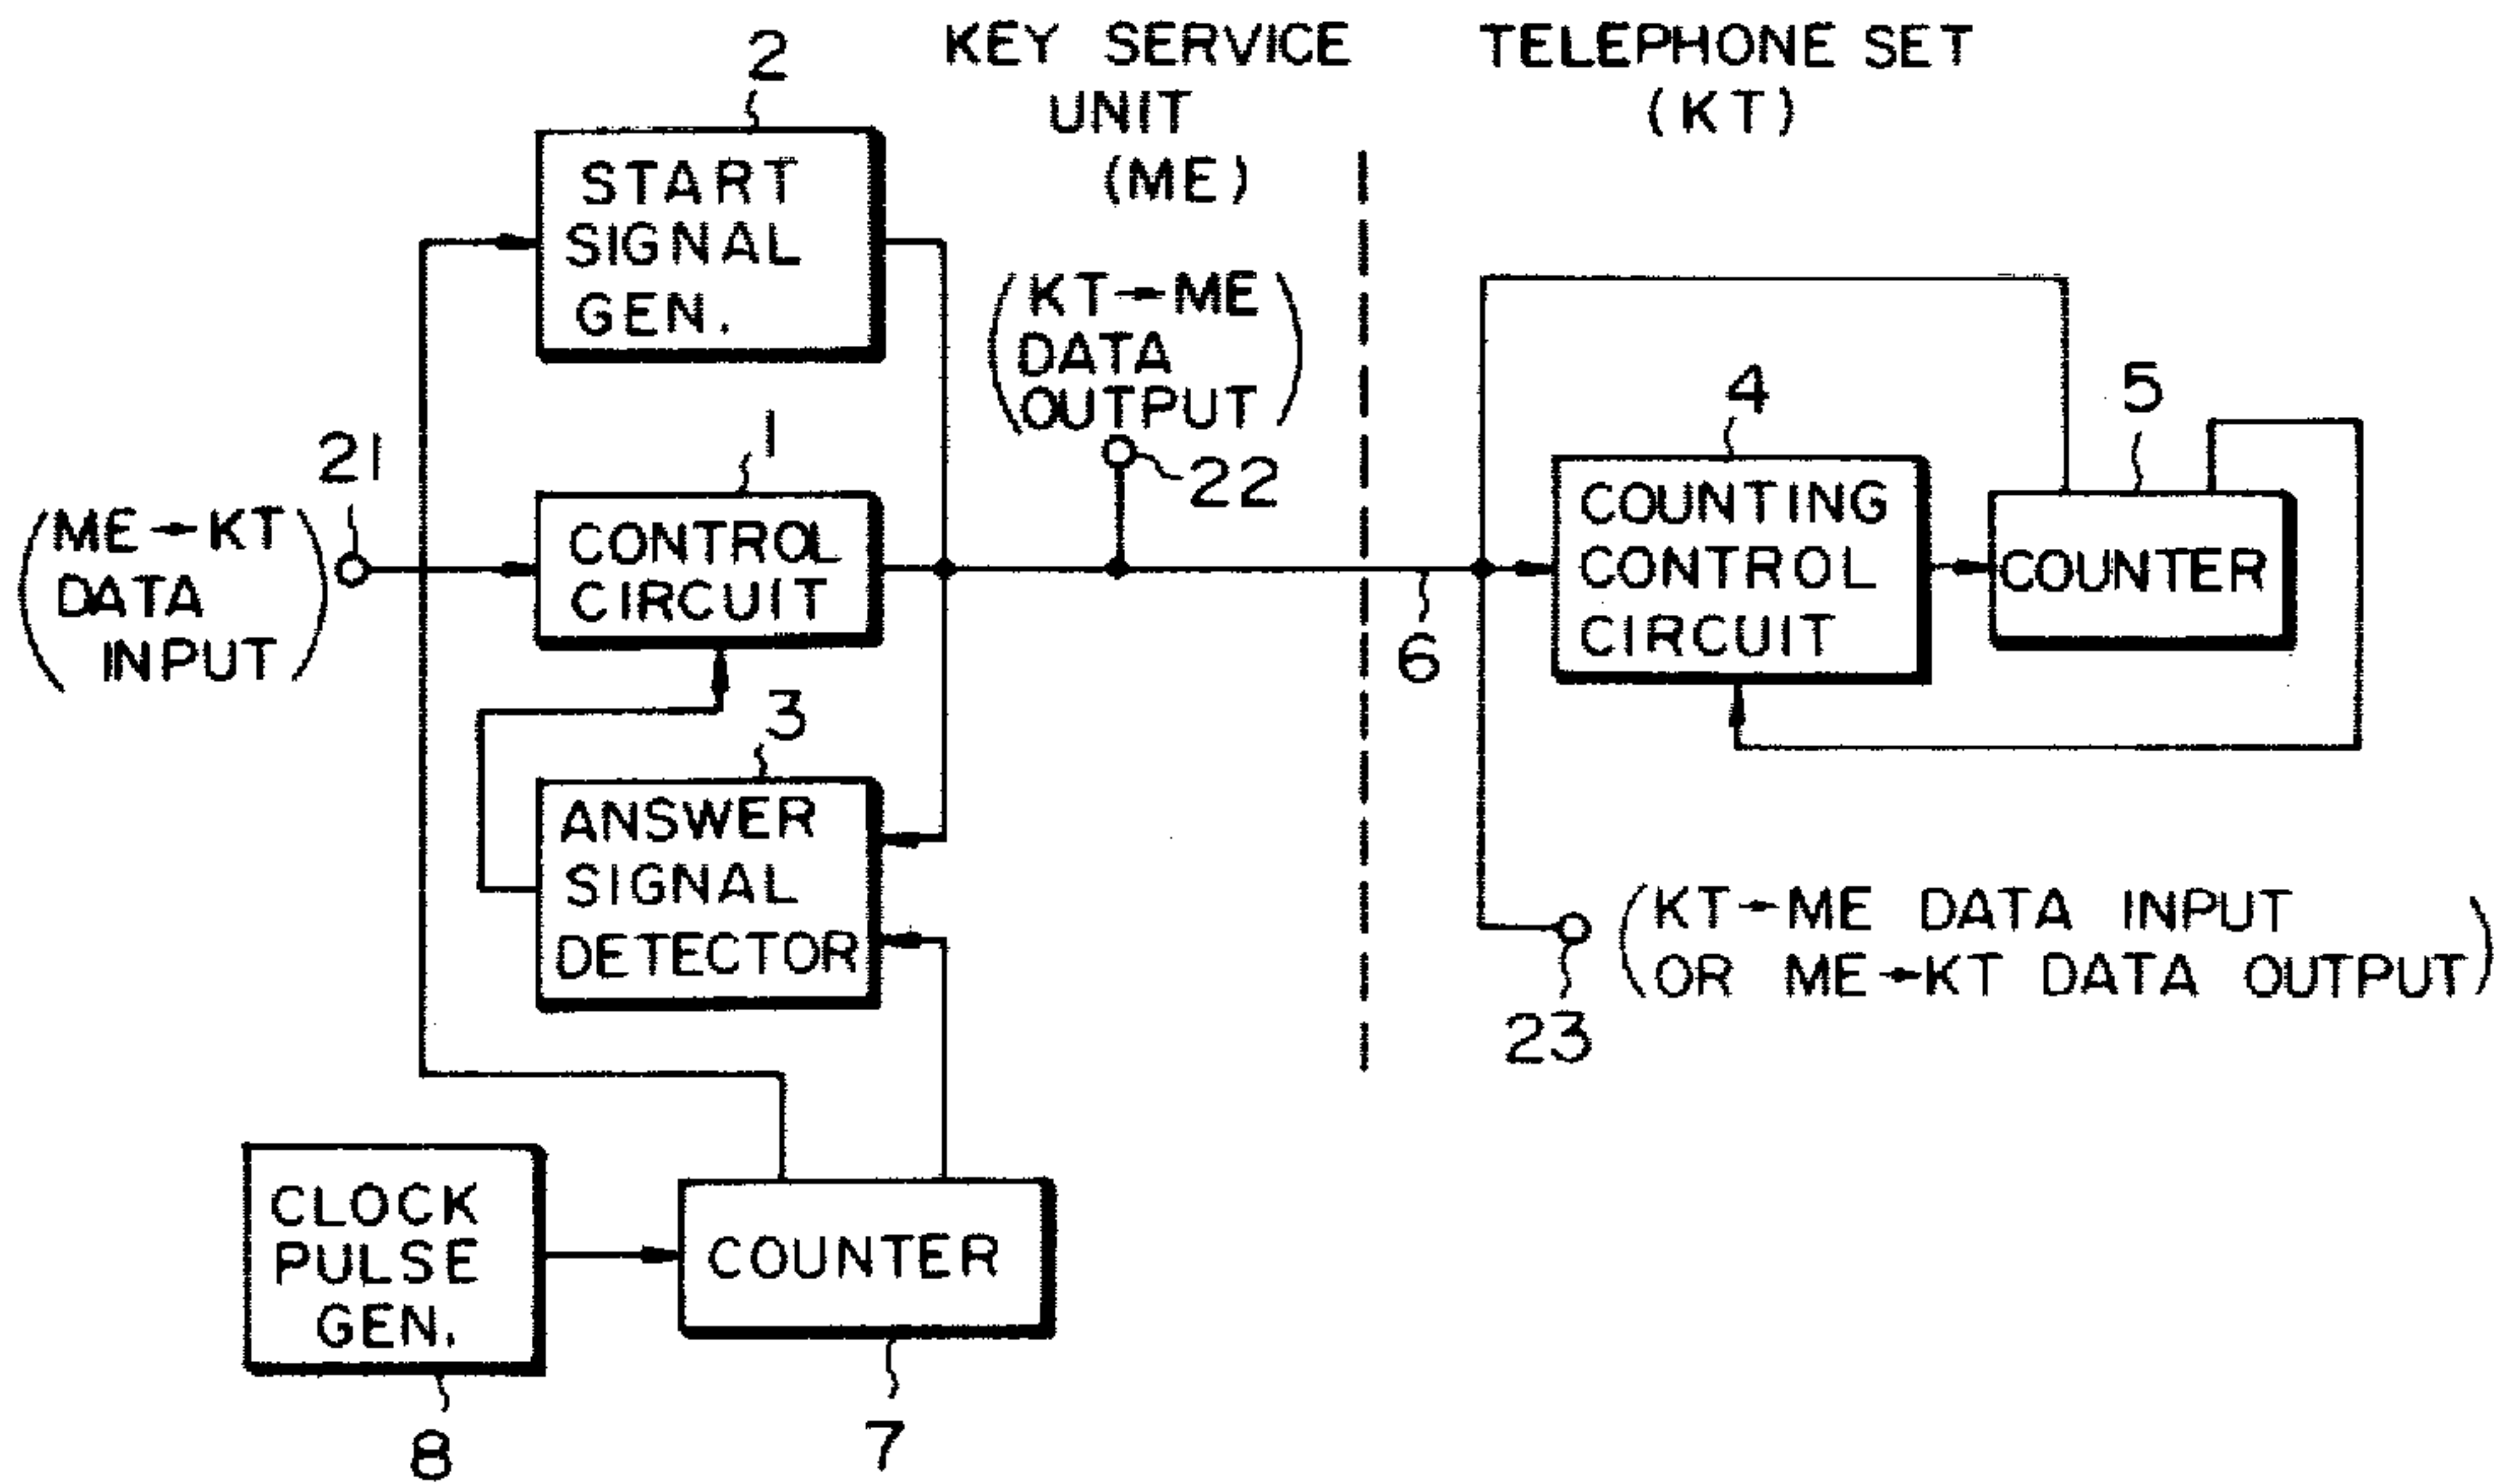 KEY SERVICE
UNIT
(ME)
TELEPHONE SET
(KT)
2
START
SIGNAL
GEN.
(KT→ME
DATA
OUTPUT)
22
1
CONTROL
CIRCUIT
21
(ME→KT
DATA
INPUT)
3
ANSWER
SIGNAL
DETECTOR
4
COUNTING
CONTROL
CIRCUIT
5
COUNTER
6
23
(KT→ME DATA INPUT
OR ME→KT DATA OUTPUT)
CLOCK
PULSE
GEN.
8
COUNTER
7